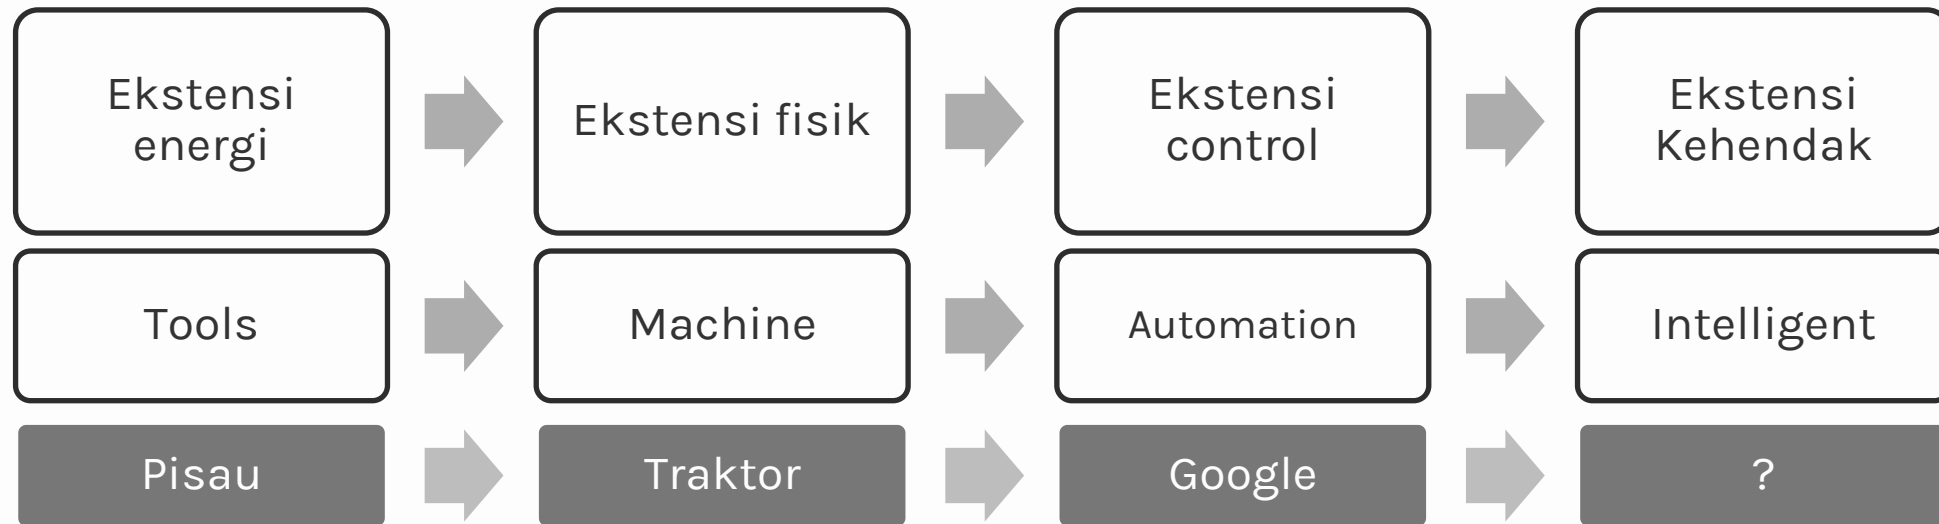 Ekstensi
energi
Ekstensi fisik
Ekstensi
control
Ekstensi
Kehendak
Tools
Machine
Automation
Intelligent
Pisau
Traktor
Google
?